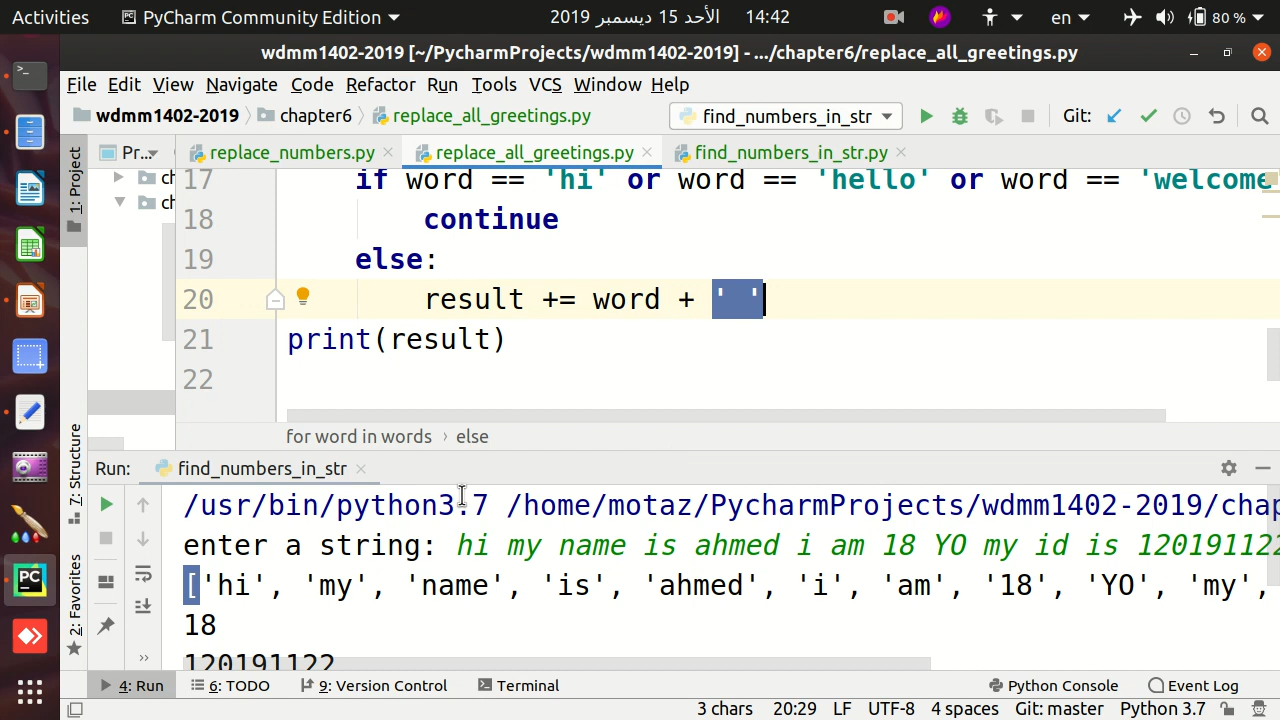 Activities PyCharm Community Edition الأحد 15 ديسمبر 2019 14:42 en 80 %
wdmm1402-2019 [~/PycharmProjects/wdmm1402-2019] - .../chapter6/replace_all_greetings.py
File Edit View Navigate Code Refactor Run Tools VCS Window Help
wdmm1402-2019 chapter6 replace_all_greetings.py find_numbers_in_str Git:
1: Project Pr... replace_numbers.py replace_all_greetings.py find_numbers_in_str.py
ch
ch
17 if word == 'hi' or word == 'hello' or word == 'welcome
18 continue
19 else:
20 result += word + ' '
21 print(result)
22
for word in words › else
7: Structure
2: Favorites
Run: find_numbers_in_str
/usr/bin/python3.7 /home/motaz/PycharmProjects/wdmm1402-2019/chap
enter a string: hi my name is ahmed i am 18 YO my id is 120191122
['hi', 'my', 'name', 'is', 'ahmed', 'i', 'am', '18', 'YO', 'my',
18
120191122
4: Run 6: TODO 9: Version Control Terminal Python Console Event Log
3 chars 20:29 LF UTF-8 4 spaces Git: master Python 3.7